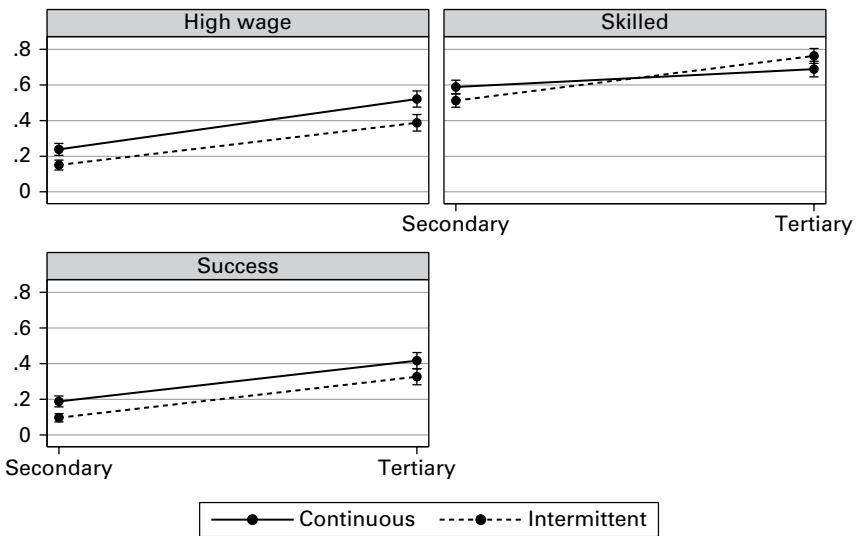 High wage
Skilled
.8
.6
.4
.2
0
Secondary
Tertiary
Success
.8
.6
.4
.2
0
Secondary
Tertiary
Continuous
Intermittent